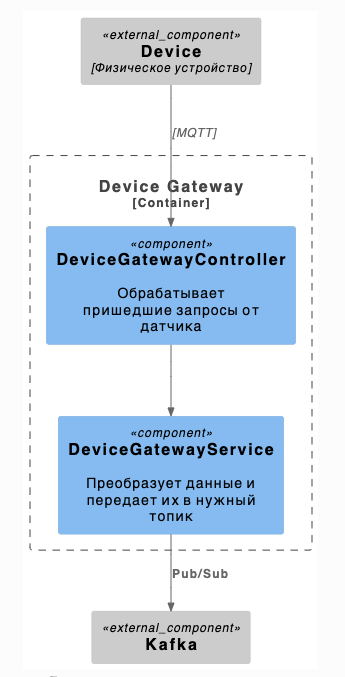 «external_component»
Device
[Физическое устройство]
[MQTT]
Device Gateway
[Container]
«component»
DeviceGatewayController
Обрабатывает
пришедшие запросы от
датчика
«component»
DeviceGatewayService
Преобразует данные и
передает их в нужный
топик
Pub/Sub
«external_component»
Kafka